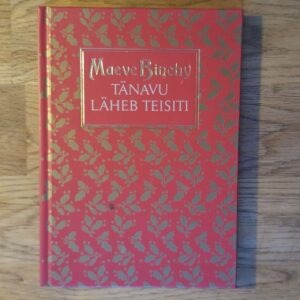 Maeve Binchy
TÄNAVU
LÄHEB TEISITI